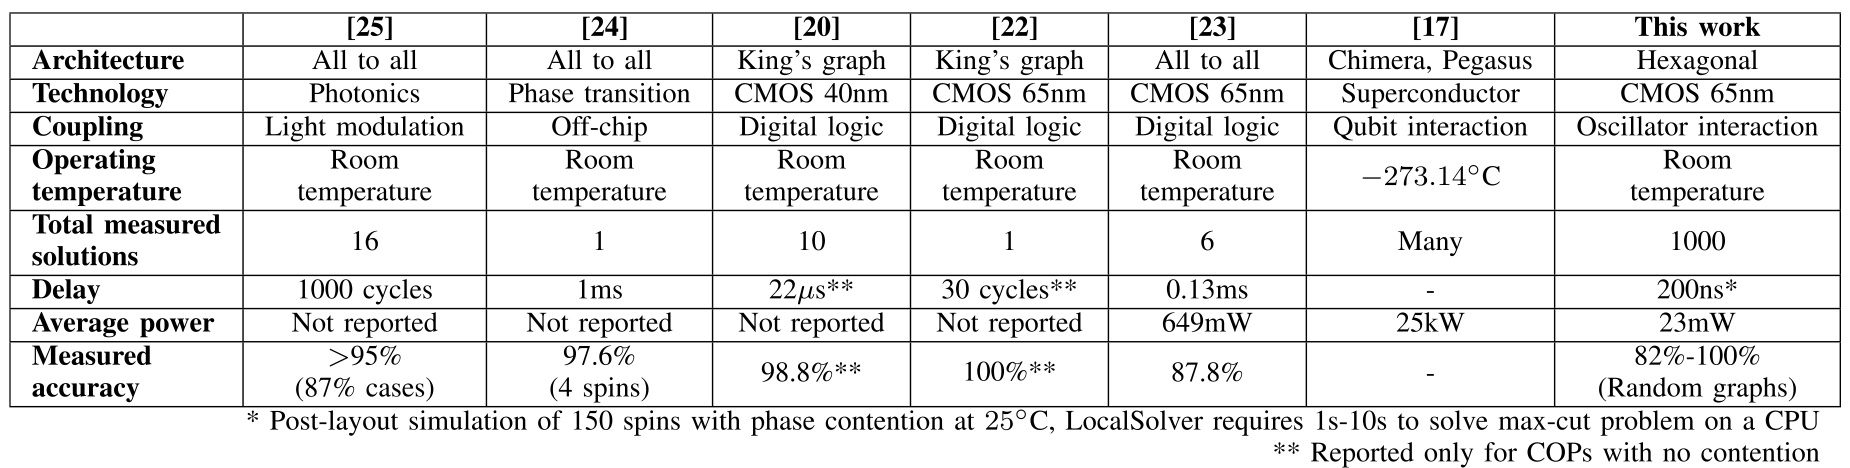 [25] [24] [20] [22] [23] [17] This work
Architecture All to all All to all King's graph King's graph All to all Chimera, Pegasus Hexagonal
Technology Photonics Phase transition CMOS 40nm CMOS 65nm CMOS 65nm Superconductor CMOS 65nm
Coupling Light modulation Off-chip Digital logic Digital logic Digital logic Qubit interaction Oscillator interaction
Operating temperature Room temperature Room temperature Room temperature Room temperature Room temperature −273.14°C Room temperature
Total measured solutions 16 1 10 1 6 Many 1000
Delay 1000 cycles 1ms 22μs** 30 cycles** 0.13ms - 200ns*
Average power Not reported Not reported Not reported Not reported 649mW 25kW 23mW
Measured accuracy >95% (87% cases) 97.6% (4 spins) 98.8%** 100%** 87.8% - 82%-100% (Random graphs)
* Post-layout simulation of 150 spins with phase contention at 25°C, LocalSolver requires 1s-10s to solve max-cut problem on a CPU
** Reported only for COPs with no contention